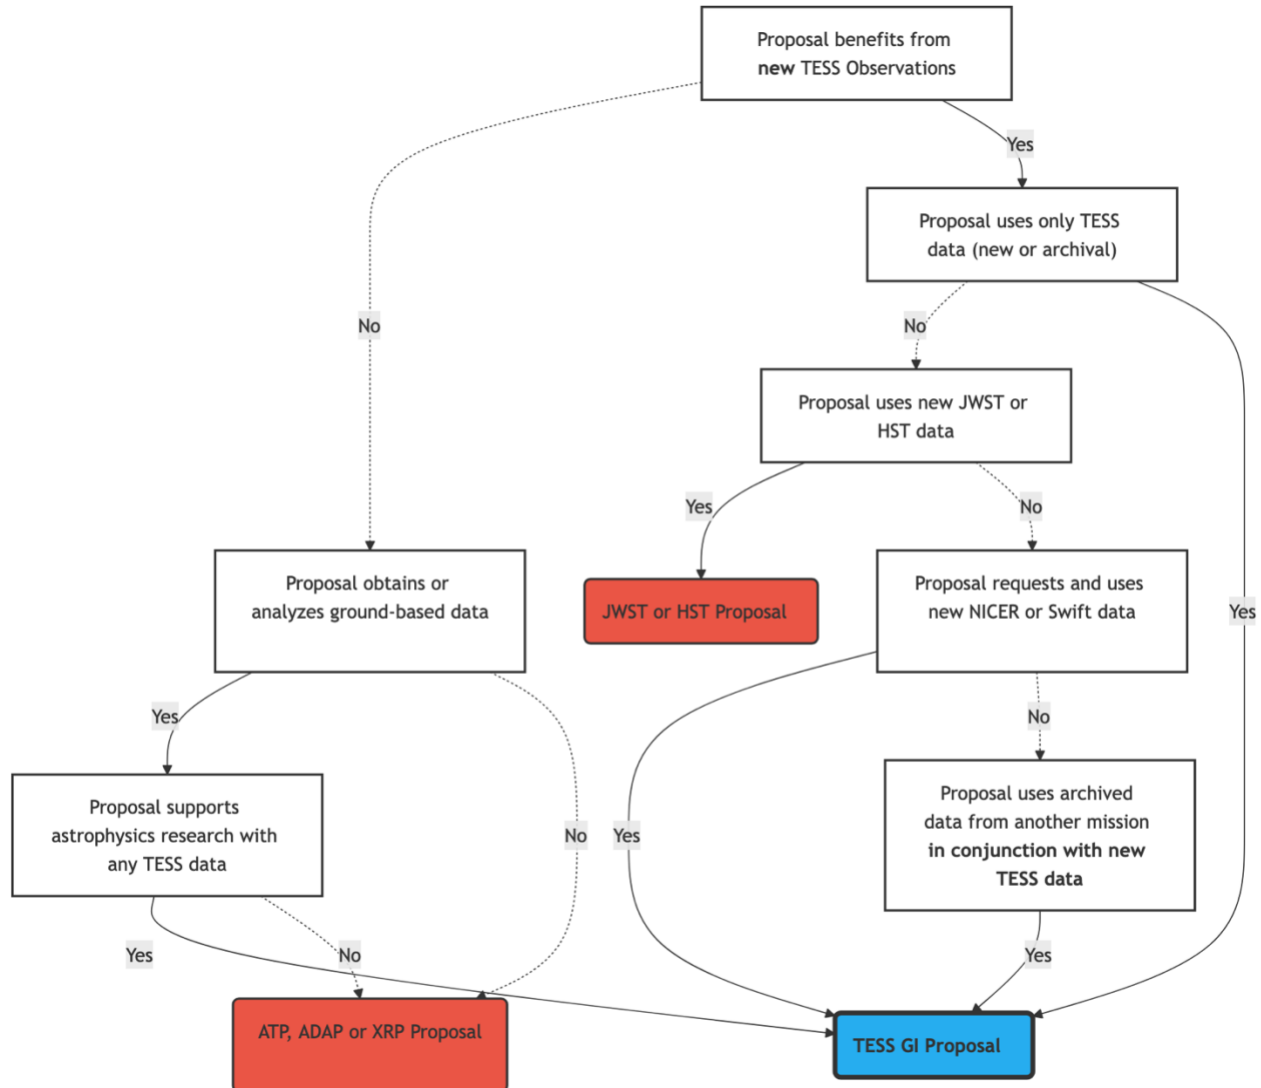 Proposal benefits from
new TESS Observations
Yes
Proposal uses only TESS
data (new or archival)
No
No
Proposal uses new JWST or
HST data
Yes
No
Proposal obtains or
analyzes ground-based data
JWST or HST Proposal
Proposal requests and uses
new NICER or Swift data
Yes
Yes
No
Proposal supports
astrophysics research with
any TESS data
No
Yes
Proposal uses archived
data from another mission
in conjunction with new
TESS data
Yes
No
Yes
ATP, ADAP or XRP Proposal
TESS GI Proposal